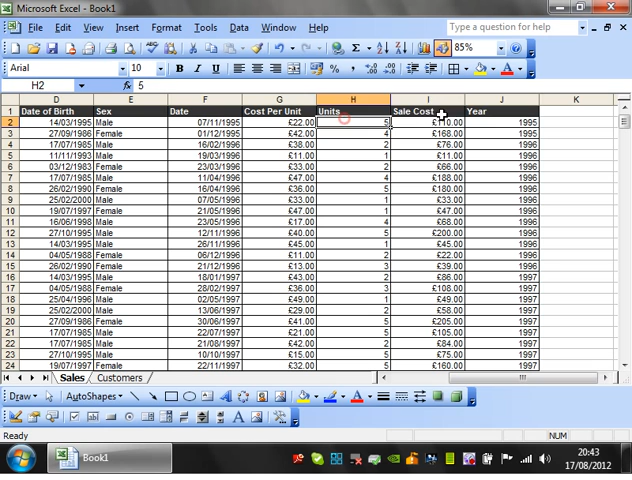 Microsoft Excel - Book1
File Edit View Insert Format Tools Data Window Help Type a question for help
85%
Arial 10 B I U
H2 fx 5
D E F G H I J K
1 Date of Birth Sex Date Cost Per Unit Units Sale Cost Year
2 14/03/1995 Male 07/11/1995 £22.00 5 £110.00 1995
3 27/09/1986 Female 01/12/1995 £42.00 4 £168.00 1995
4 17/07/1985 Male 16/02/1996 £38.00 2 £76.00 1996
5 11/11/1993 Male 19/03/1996 £11.00 1 £11.00 1996
6 03/12/1983 Female 23/03/1996 £33.00 2 £66.00 1996
7 17/07/1985 Male 11/04/1996 £47.00 4 £188.00 1996
8 26/02/1990 Female 16/04/1996 £36.00 5 £180.00 1996
9 25/02/2000 Male 07/05/1996 £33.00 1 £33.00 1996
10 19/07/1997 Female 21/05/1996 £47.00 1 £47.00 1996
11 16/06/1998 Male 23/05/1996 £17.00 4 £68.00 1996
12 27/10/1995 Male 12/11/1996 £40.00 5 £200.00 1996
13 14/03/1995 Male 26/11/1996 £45.00 1 £45.00 1996
14 04/05/1988 Female 06/12/1996 £11.00 2 £22.00 1996
15 26/02/1990 Female 21/12/1996 £13.00 3 £39.00 1996
16 14/03/1995 Male 18/01/1997 £43.00 2 £86.00 1997
17 04/05/1988 Female 28/02/1997 £36.00 3 £108.00 1997
18 25/04/1996 Male 02/05/1997 £49.00 1 £49.00 1997
19 25/02/2000 Male 13/06/1997 £29.00 2 £58.00 1997
20 27/09/1986 Female 30/06/1997 £41.00 5 £205.00 1997
21 17/07/1985 Male 02/07/1997 £21.00 5 £105.00 1997
22 17/07/1985 Male 21/08/1997 £42.00 2 £84.00 1997
23 27/10/1995 Male 10/10/1997 £15.00 5 £75.00 1997
24 19/07/1997 Female 22/11/1997 £32.00 5 £160.00 1997
Sales Customers
Draw AutoShapes
Ready NUM
Book1 20:43
17/08/2012